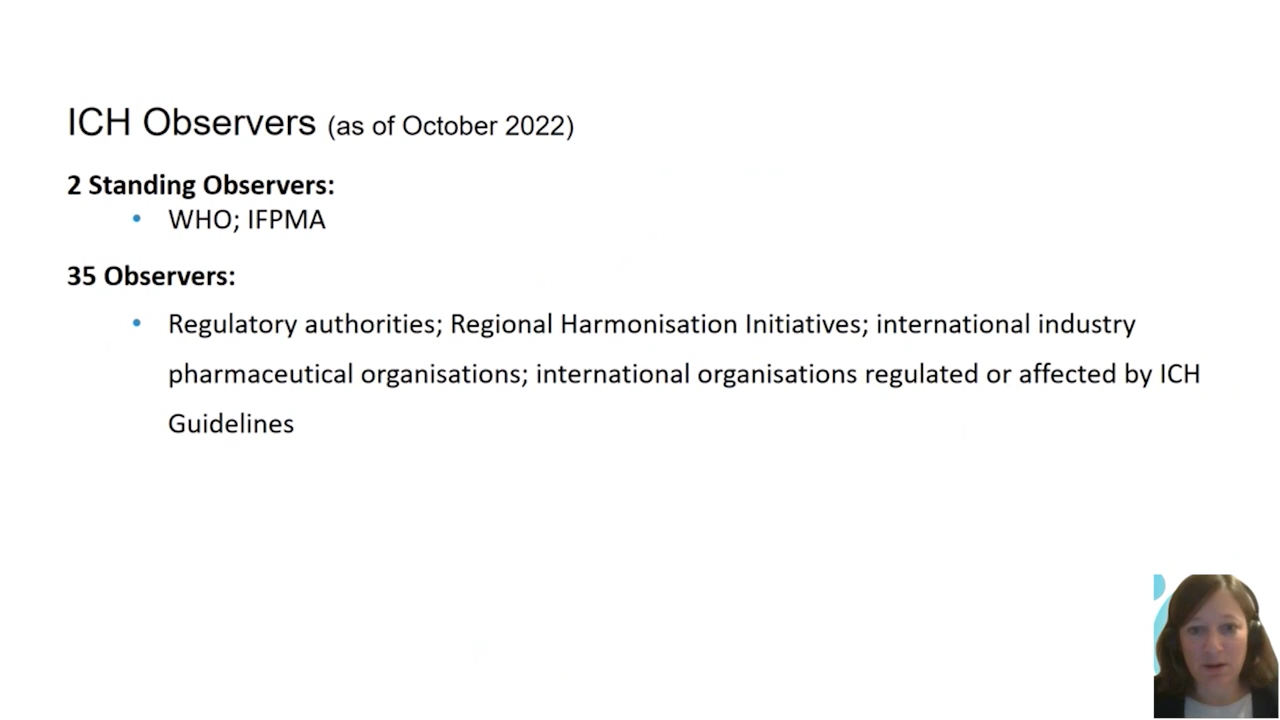 ICH Observers (as of October 2022)
2 Standing Observers:
• WHO; IFPMA
35 Observers:
• Regulatory authorities; Regional Harmonisation Initiatives; international industry
pharmaceutical organisations; international organisations regulated or affected by ICH
Guidelines